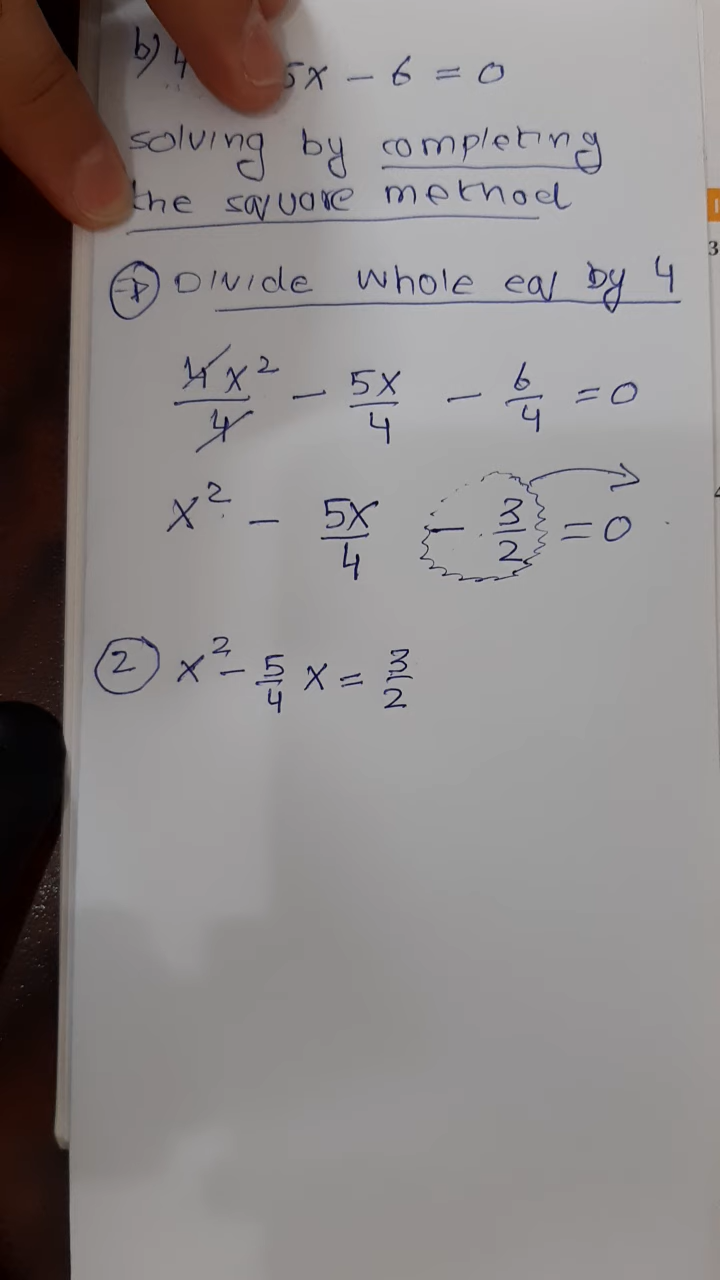 b) 4 5x - 6 = 0
solving by completing
the square method
① Divide whole eq by 4
4x²/4 - 5x/4 - 6/4 = 0
x² - 5x/4 - 3/2 = 0
② x² - 5/4 x = 3/2
3